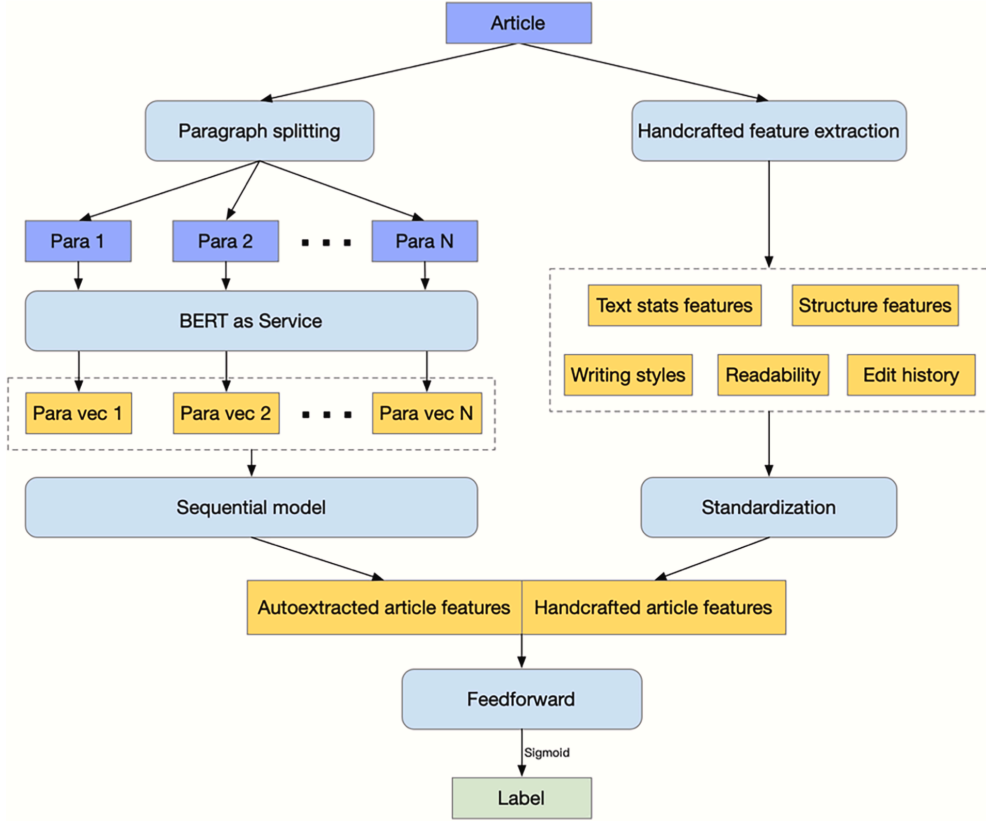 Article
Paragraph splitting
Handcrafted feature extraction
Para 1
Para 2
Para N
BERT as Service
Text stats features
Structure features
Writing styles
Readability
Edit history
Para vec 1
Para vec 2
Para vec N
Sequential model
Standardization
Autoextracted article features
Handcrafted article features
Feedforward
Sigmoid
Label